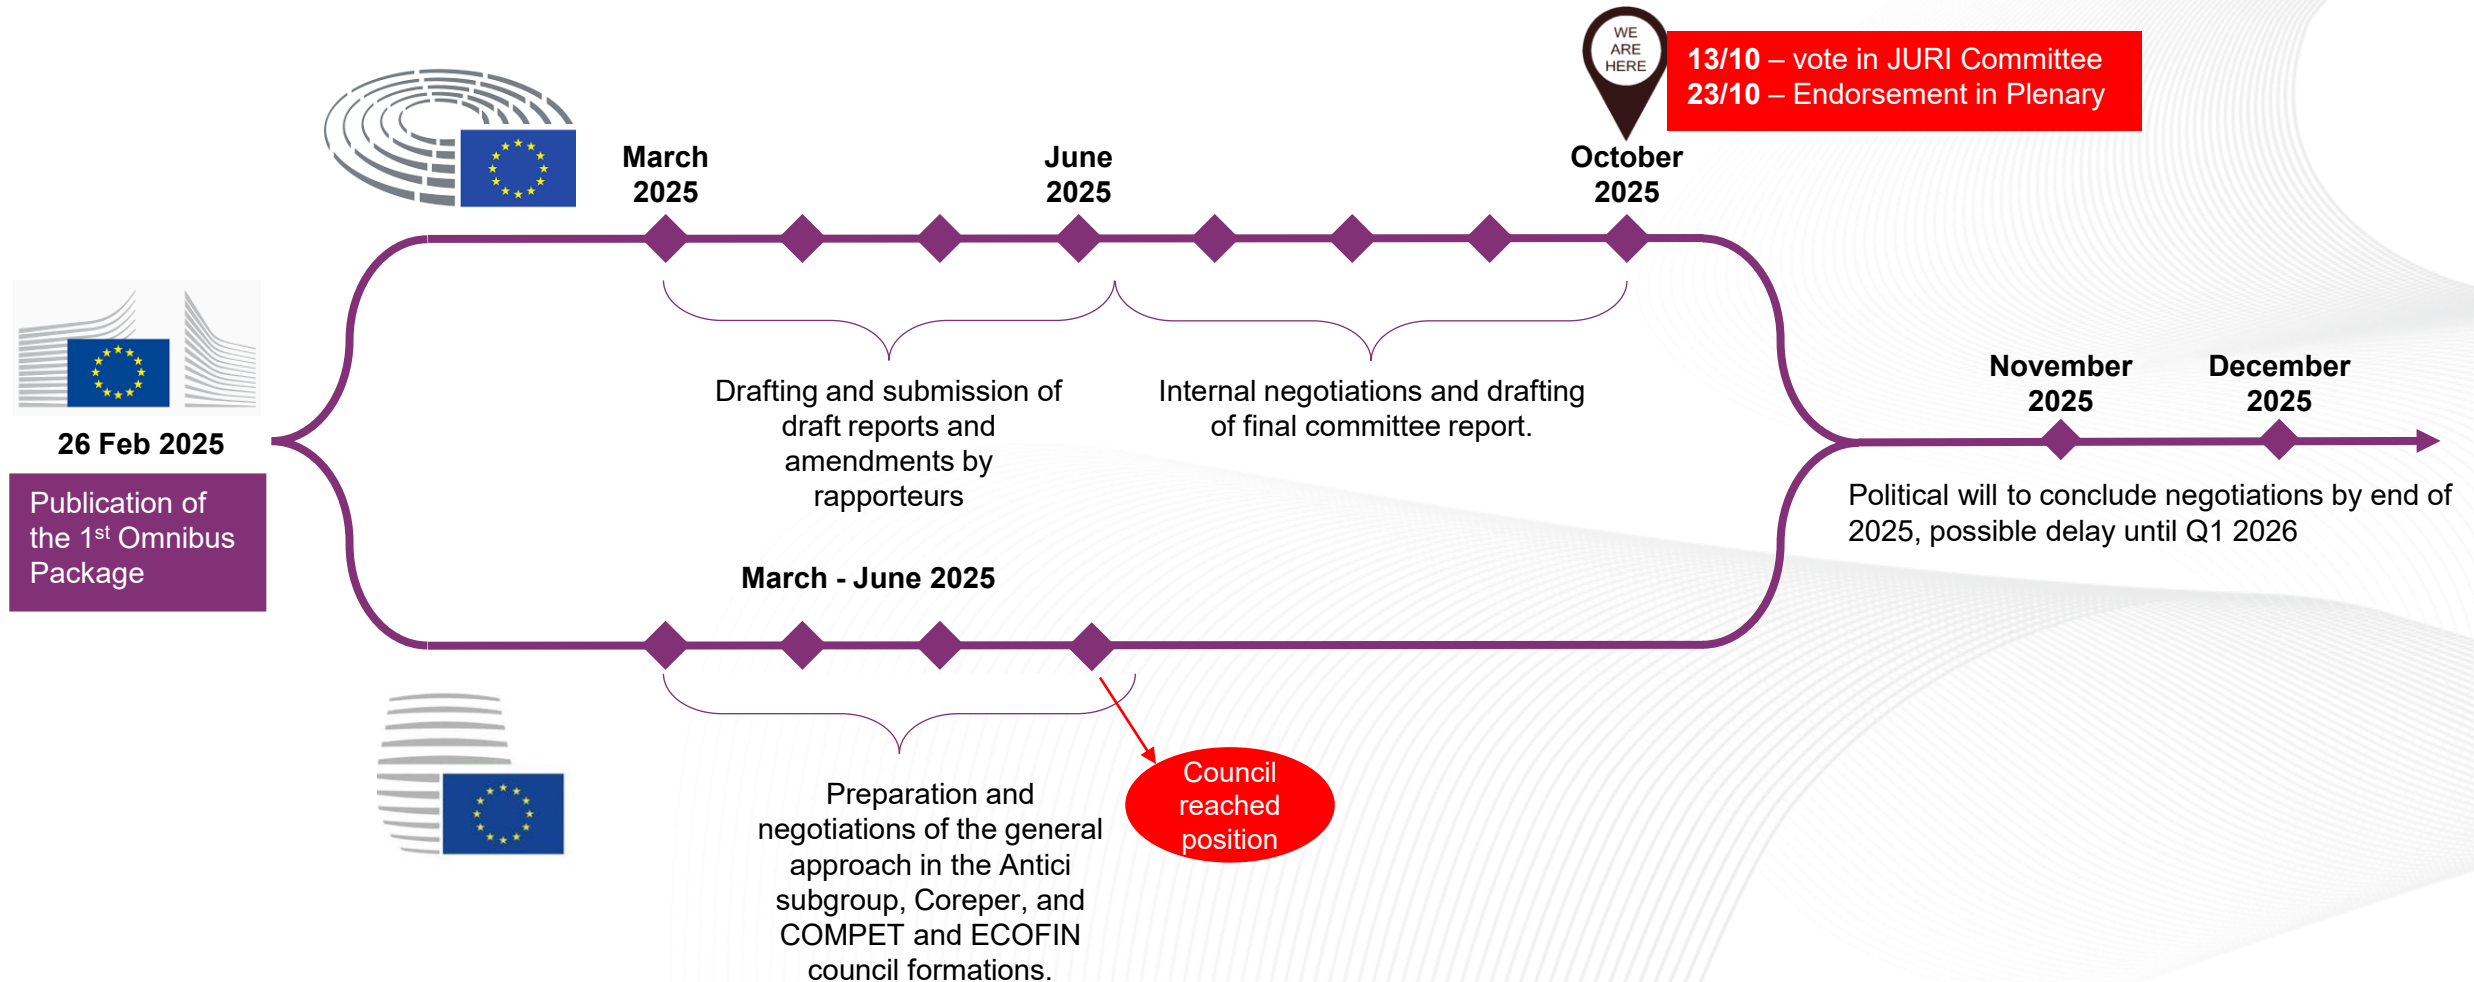 WE
ARE
HERE
13/10 – vote in JURI Committee
23/10 – Endorsement in Plenary
March
2025
June
2025
October
2025
26 Feb 2025
Publication of
the 1st Omnibus
Package
Drafting and submission of
draft reports and
amendments by
rapporteurs
Internal negotiations and drafting
of final committee report.
November
2025
December
2025
Political will to conclude negotiations by end of
2025, possible delay until Q1 2026
March - June 2025
Preparation and
negotiations of the general
approach in the Antici
subgroup, Coreper, and
COMPET and ECOFIN
council formations.
Council
reached
position